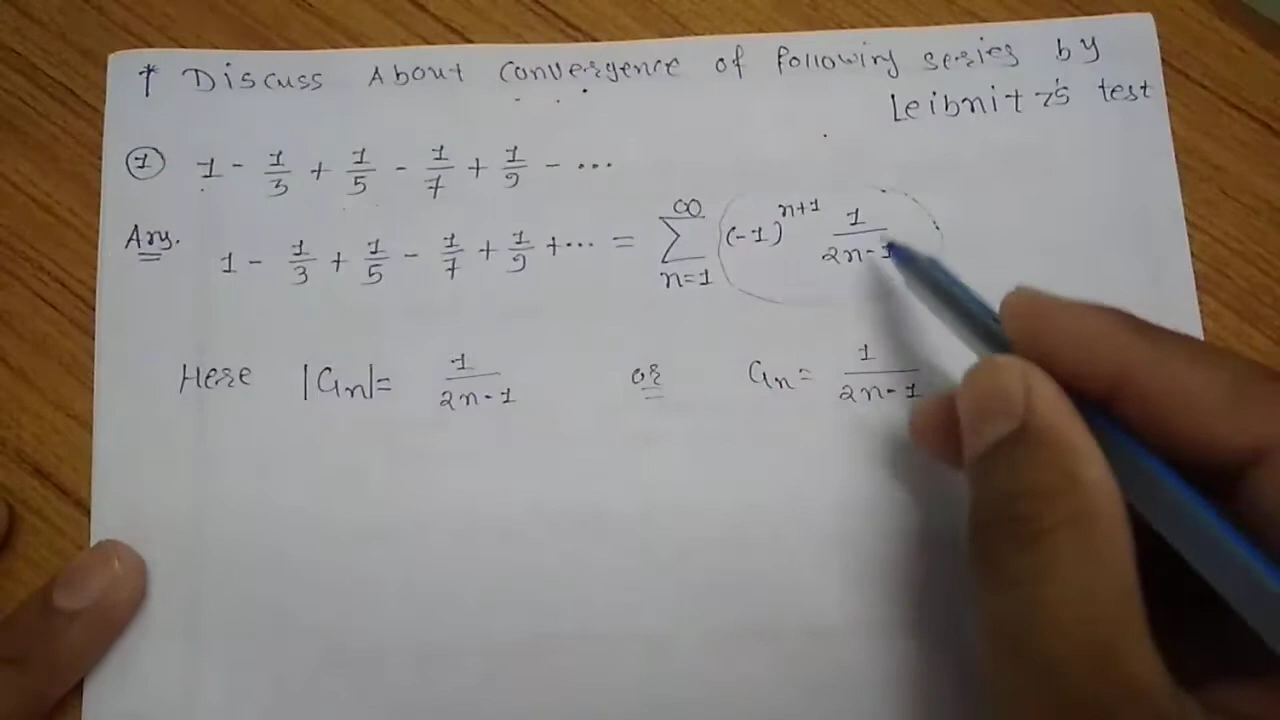 * Discuss About Convergence of following series by
Leibnitz's test
① 1 - 1/3 + 1/5 - 1/7 + 1/9 - ...
Ans. 1 - 1/3 + 1/5 - 1/7 + 1/9 + ... = ∑_{n=1}^{∞} (-1)^{n+1} 1/(2n-1)
Here |an| = 1/(2n-1) or an = 1/(2n-1)